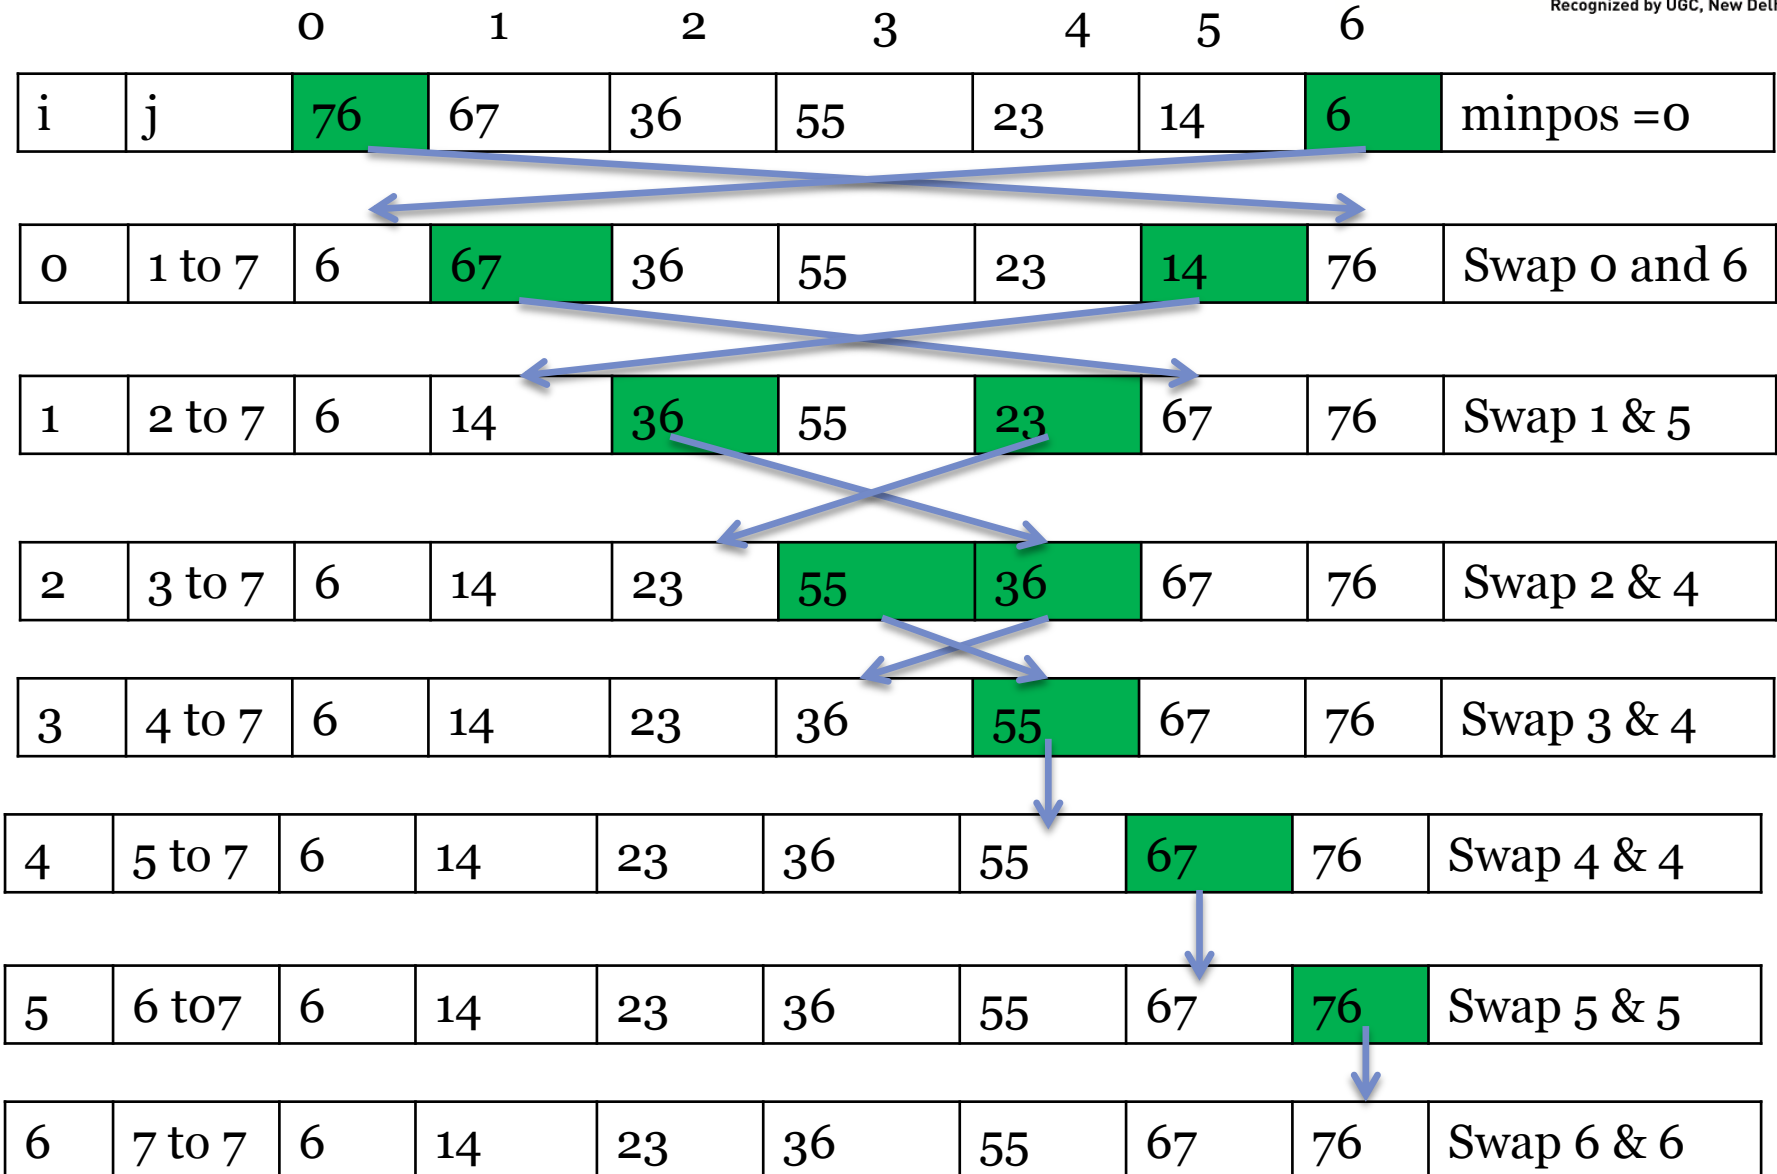 Recognized by UGC, New Delh
0 1 2 3 4 5 6
i j 76 67 36 55 23 14 6 minpos =0
0 1 to 7 6 67 36 55 23 14 76 Swap 0 and 6
1 2 to 7 6 14 36 55 23 67 76 Swap 1 & 5
2 3 to 7 6 14 23 55 36 67 76 Swap 2 & 4
3 4 to 7 6 14 23 36 55 67 76 Swap 3 & 4
4 5 to 7 6 14 23 36 55 67 76 Swap 4 & 4
5 6 to7 6 14 23 36 55 67 76 Swap 5 & 5
6 7 to 7 6 14 23 36 55 67 76 Swap 6 & 6